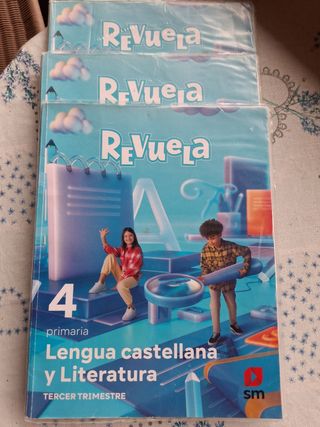 REVUELA
REVUELA
REVUELA
A
4
primaria
Lengua castellana
y Literatura
TERCER TRIMESTRE
sm